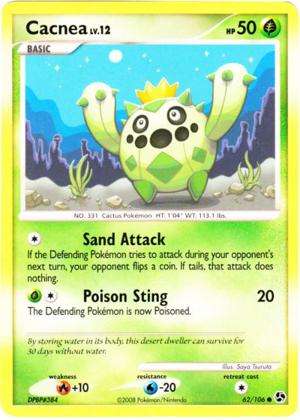 Cacnea LV.12 HP 50
BASIC
NO. 331 Cactus Pokémon HT: 1'04" WT: 113.1 lbs.
Sand Attack
If the Defending Pokémon tries to attack during your opponent's
next turn, your opponent flips a coin. If tails, that attack does
nothing.
Poison Sting 20
The Defending Pokémon is now Poisoned.
By storing water in its body, this desert dweller can survive for
30 days without water.
Illus. Saya Tsuruta
weakness resistance retreat cost
+10 -20
DPBP#384 ©2008 Pokémon/Nintendo 62/106